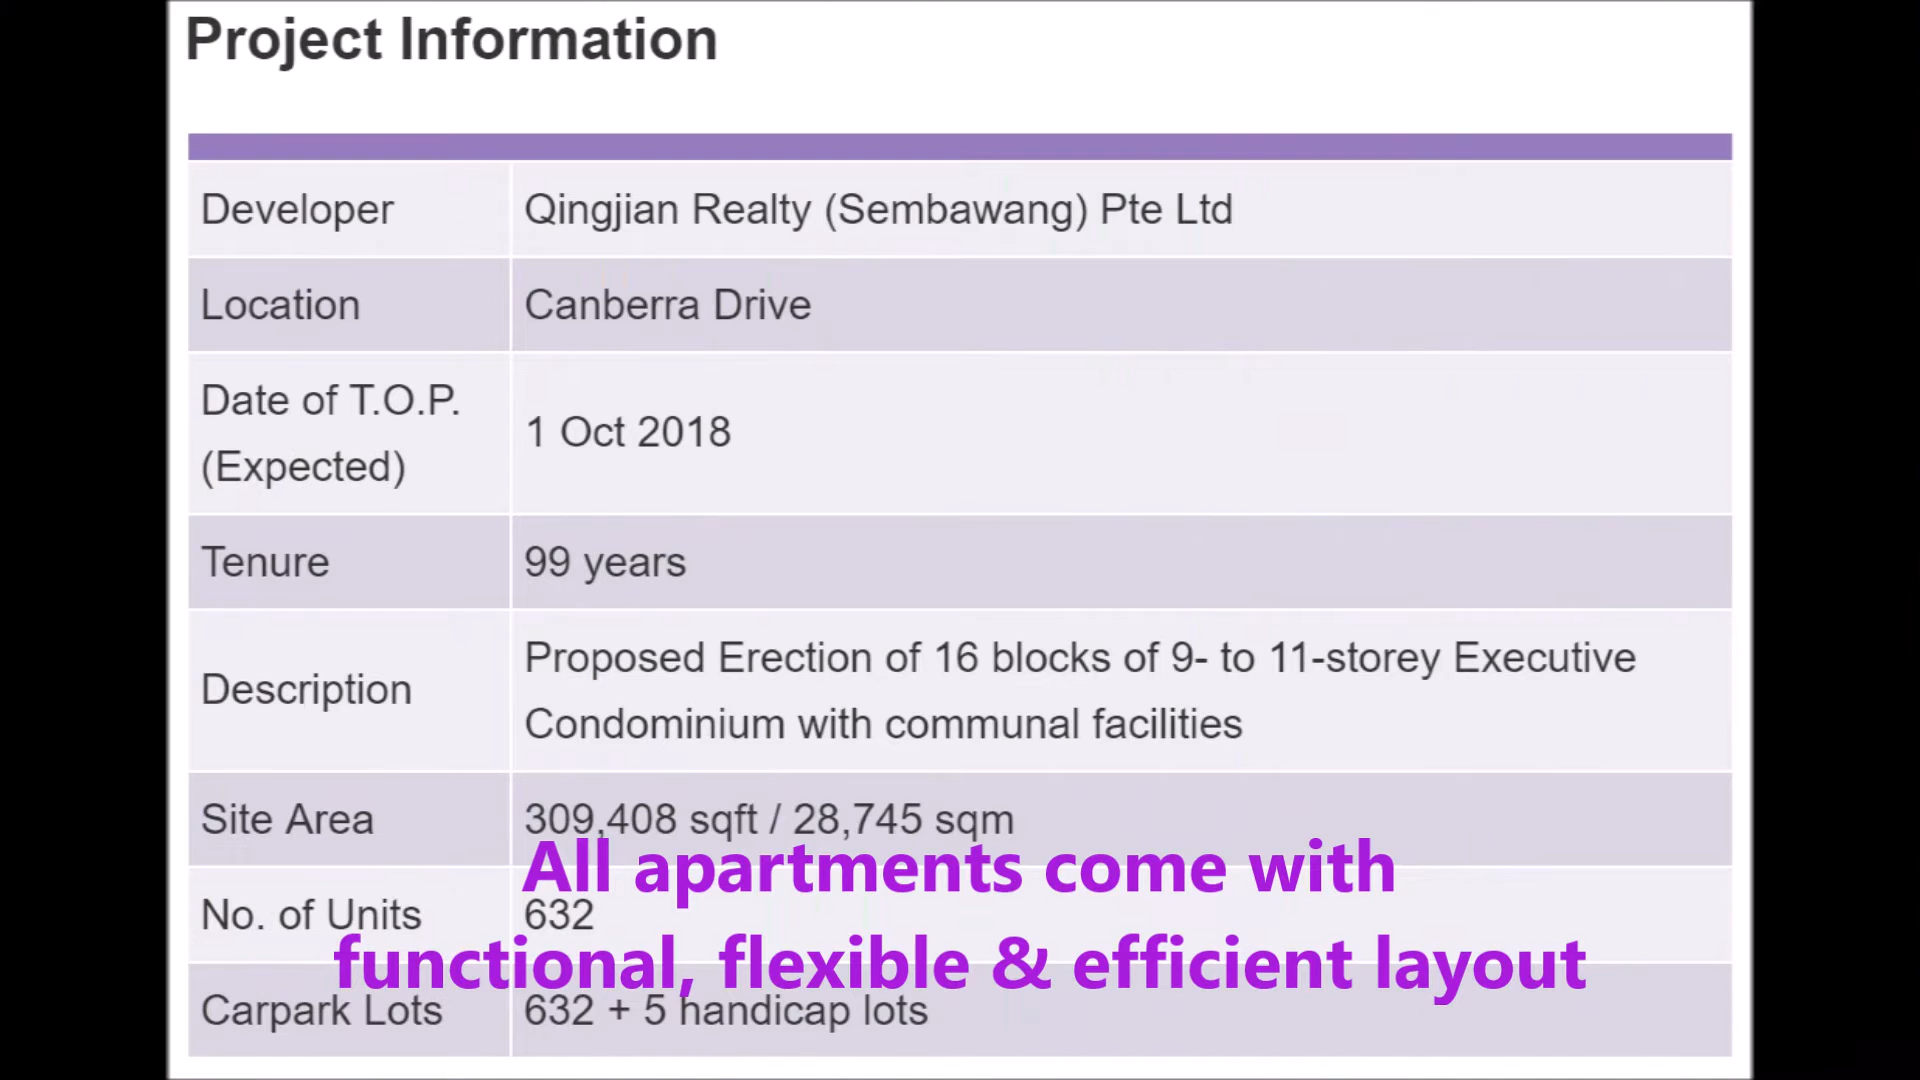 Project Information
Developer
Qingjian Realty (Sembawang) Pte Ltd
Location
Canberra Drive
Date of T.O.P.
(Expected)
1 Oct 2018
Tenure
99 years
Description
Proposed Erection of 16 blocks of 9- to 11-storey Executive
Condominium with communal facilities
Site Area
309,408 sqft / 28,745 sqm
All apartments come with
No. of Units
632
functional, flexible & efficient layout
Carpark Lots
632 + 5 handicap lots